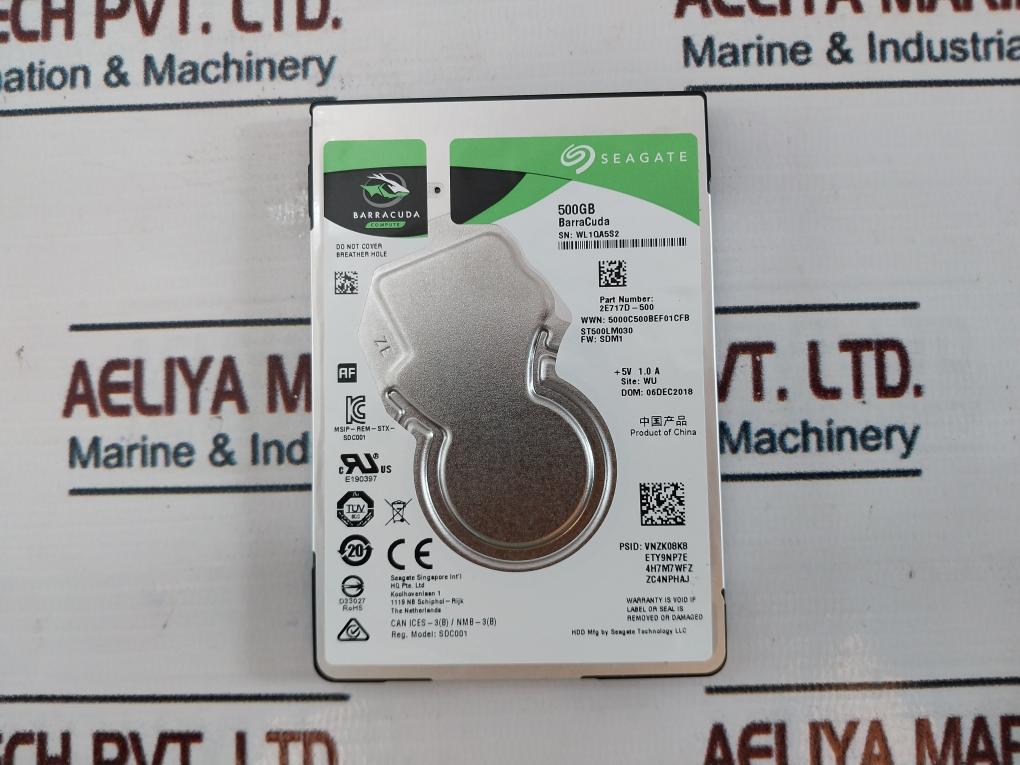 ECH PVT. LTD.
ation & Machinery
AELIYA MARIN
Marine & Industria
SEAGATE
BARRACUDA
COMPUTE
500GB
BarraCuda
SN: WL1QA5S2
DO NOT COVER
BREATHER HOLE
Part Number:
2E717D-500
WWN: 5000C500BEF01CFB
ST500LM030
FW: SDM1
ZL
+5V 1.0 A
Site: WU
DOM: 06DEC2018
AELIYA M
VT. LTD.
Marine & Ind
Machinery
AF
MSIP-REM-STX-
SDC001
中国产品
Product of China
c RU ® US
E190397
TUV
20
CE
D33027
RoHS
Seagate Singapore Int'l
HQ Pte. Ltd
Koolhovenlaan 1
1119 NB Schiphol-Rijk
The Netherlands
CAN ICES-3(B) / NMB-3(B)
Reg. Model: SDC001
PSID: VNZK08K8
ETY9NP7E
4H7M7WFZ
ZC4NPHAJ
WARRANTY IS VOID IF
LABEL OR SEAL IS
REMOVED OR DAMAGED
HDD Mfg by Seagate Technology LLC
ECH PVT. LTD
AELIYA MAR